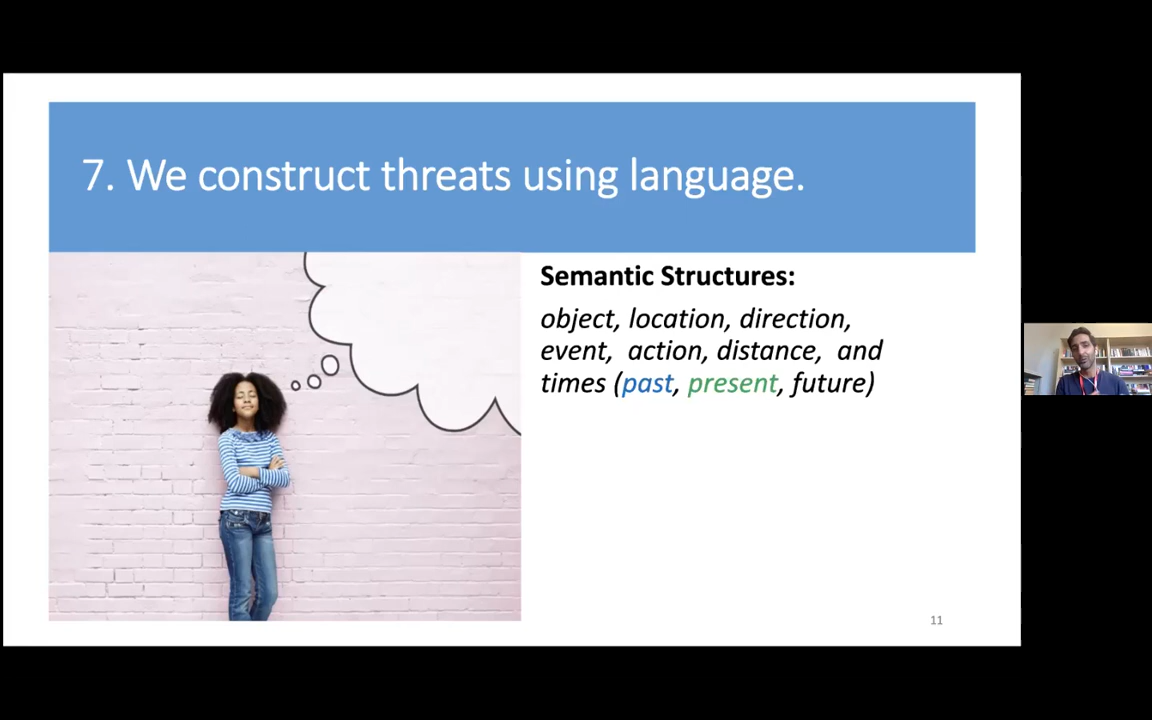 7. We construct threats using language.
Semantic Structures:
object, location, direction,
event, action, distance, and
times (past, present, future)
11